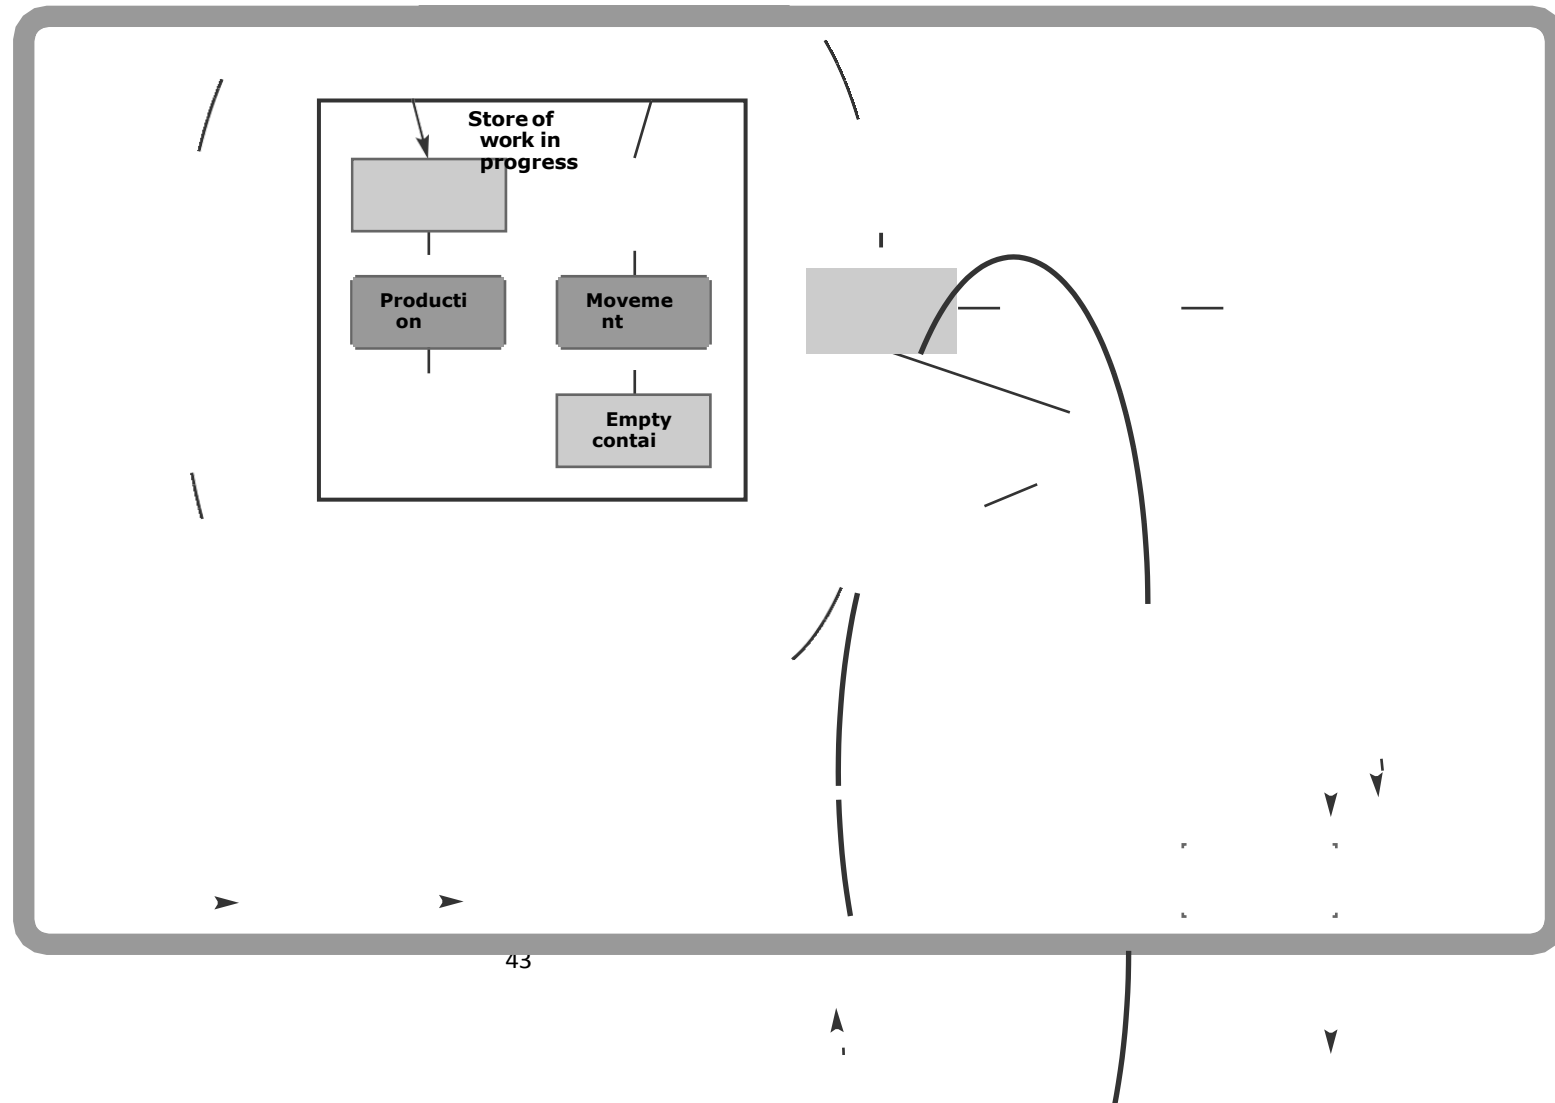 Store of
work in
progress
Producti
on
Moveme
nt
Empty
contai
43